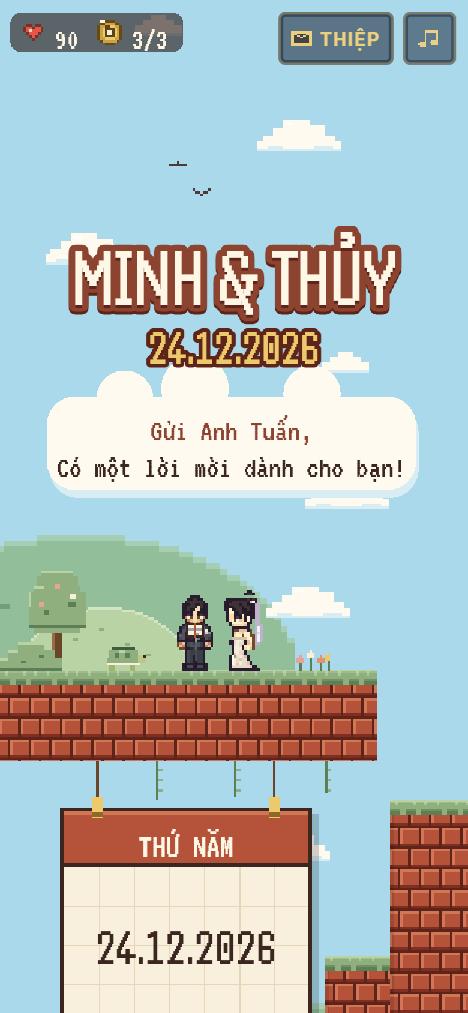 90 3/3 THIỆP
MINH & THỦY
24.12.2026
Gửi Anh Tuấn,
Có một lời mời dành cho bạn!
THỨ NĂM
24.12.2026